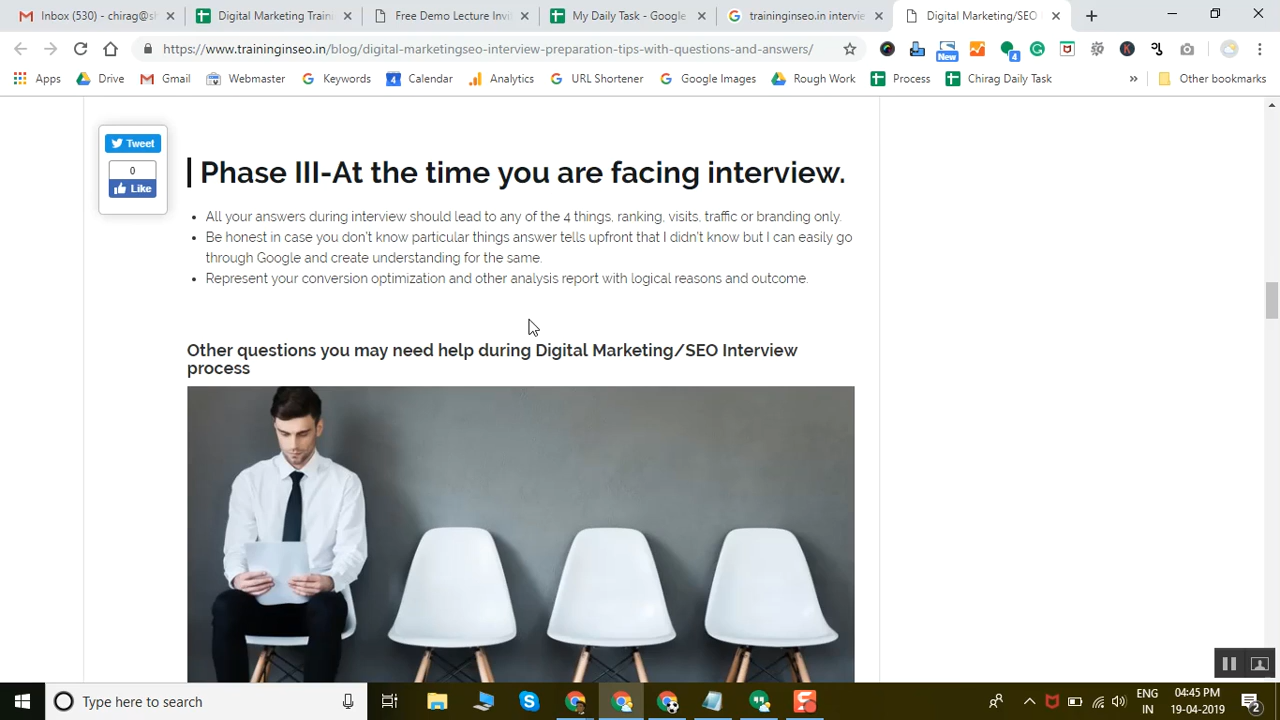 Inbox (530) - chirag@s
Digital Marketing Train
Free Demo Lecture Invi
My Daily Task - Google
traininginseo.in intervie
Digital Marketing/SEO
https://www.traininginseo.in/blog/digital-marketingseo-interview-preparation-tips-with-questions-and-answers/
New
4
K
Apps
Drive
Gmail
Webmaster
Keywords
4 Calendar
Analytics
URL Shortener
Google Images
Rough Work
Process
Chirag Daily Task
»
Other bookmarks
Tweet
0
Like
Phase III-At the time you are facing interview.
• All your answers during interview should lead to any of the 4 things, ranking, visits, traffic or branding only.
• Be honest in case you don't know particular things answer tells upfront that I didn't know but I can easily go
through Google and create understanding for the same.
• Represent your conversion optimization and other analysis report with logical reasons and outcome.
Other questions you may need help during Digital Marketing/SEO Interview
process
Type here to search
ENG
IN
04:45 PM
19-04-2019
2